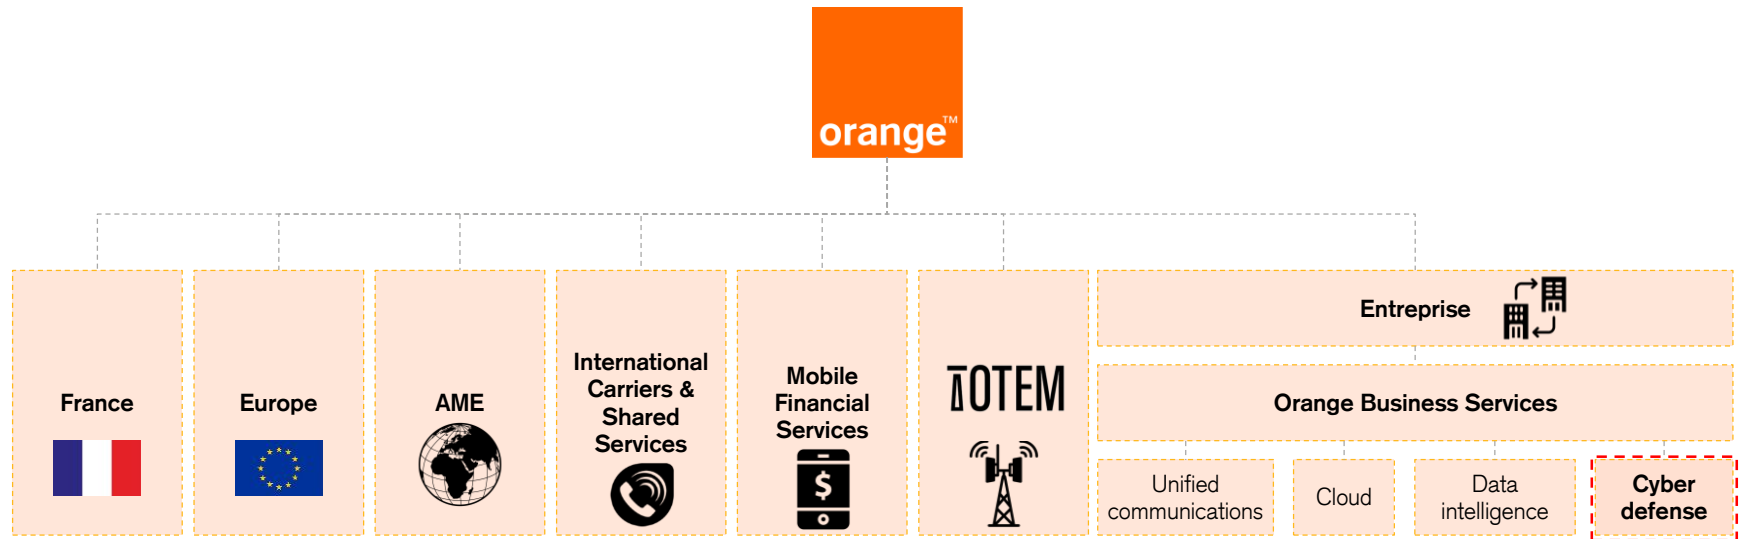 orange™
France
Europe
AME
International
Carriers &
Shared
Services
Mobile
Financial
Services
$
TOTEM
Entreprise
Orange Business Services
Unified
communications
Cloud
Data
intelligence
Cyber
defense